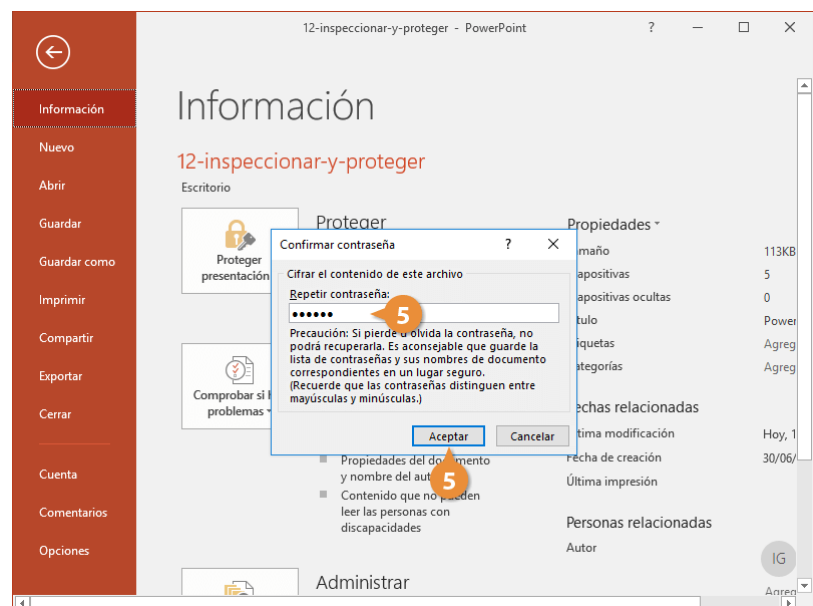 12-inspeccionar-y-proteger - PowerPoint
?
Información
Nuevo
Abrir
Guardar
Guardar como
Imprimir
Compartir
Exportar
Cerrar
Cuenta
Comentarios
Opciones
Información
12-inspeccionar-y-proteger
Escritorio
Proteger
presentación
Proteger
Comprobar si
problemas
Propiedades del
y nombre del
Contenido que no
leer las personas con
discapacidades
Administrar
Confirmar contraseña
?
Cifrar el contenido de este archivo
Repetir contraseña:
••••••
5
Precaución: Si pierde u olvida la contraseña, no
podrá recuperarla. Es aconsejable que guarde la
lista de contraseñas y sus nombres de documento
correspondientes en un lugar seguro.
(Recuerde que las contraseñas distinguen entre
mayúsculas y minúsculas.)
Aceptar
Cancelar
5
Propiedades
113KB
5
ocultas
0
Power
Agreg
Agreg
relacionadas
modificación
Hoy, 1
Fecha de creación
30/06/
Última impresión
Personas relacionadas
Autor
IG
Agreg